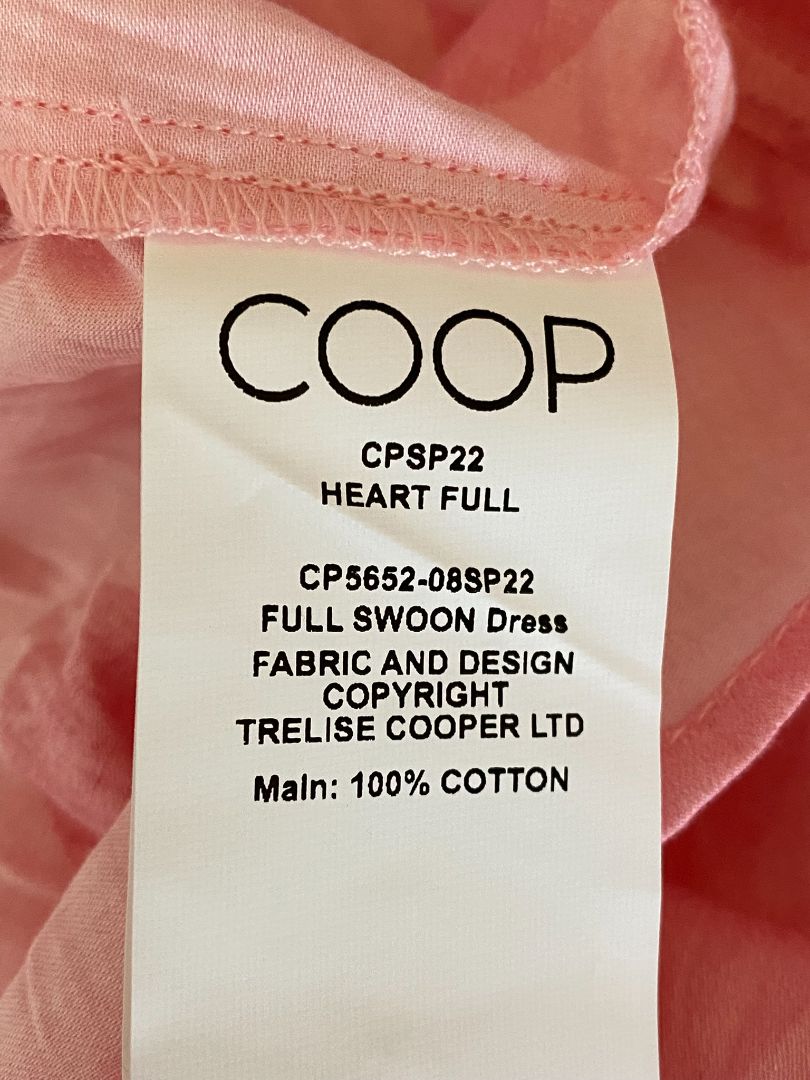 COOP
CPSP22
HEART FULL
CP5652-08SP22
FULL SWOON Dress
FABRIC AND DESIGN
COPYRIGHT
TRELISE COOPER LTD
Main: 100% COTTON